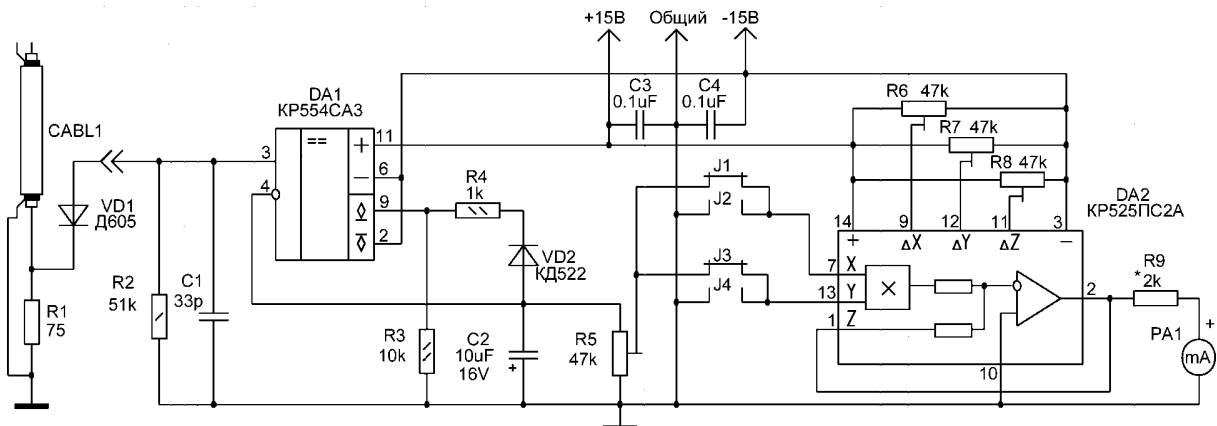 +15В Общий -15В
C3
0.1uF
C4
0.1uF
R6 47k
R7 47k
R8 47k
DA1
КР554СА3
CABL1
3
4
==
+
−
11
6
9
2
VD1
Д605
R4
1k
VD2
КД522
J1
J2
J3
J4
DA2
КР525ПС2А
14
9
12
11
3
+
ΔX
ΔY
ΔZ
−
7
X
13
Y
1
Z
×
2
10
R9
*2k
+
PA1
mA
R1
75
R2
51k
C1
33p
R3
10k
C2
10uF
16V
+
R5
47k